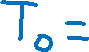 T₀ =